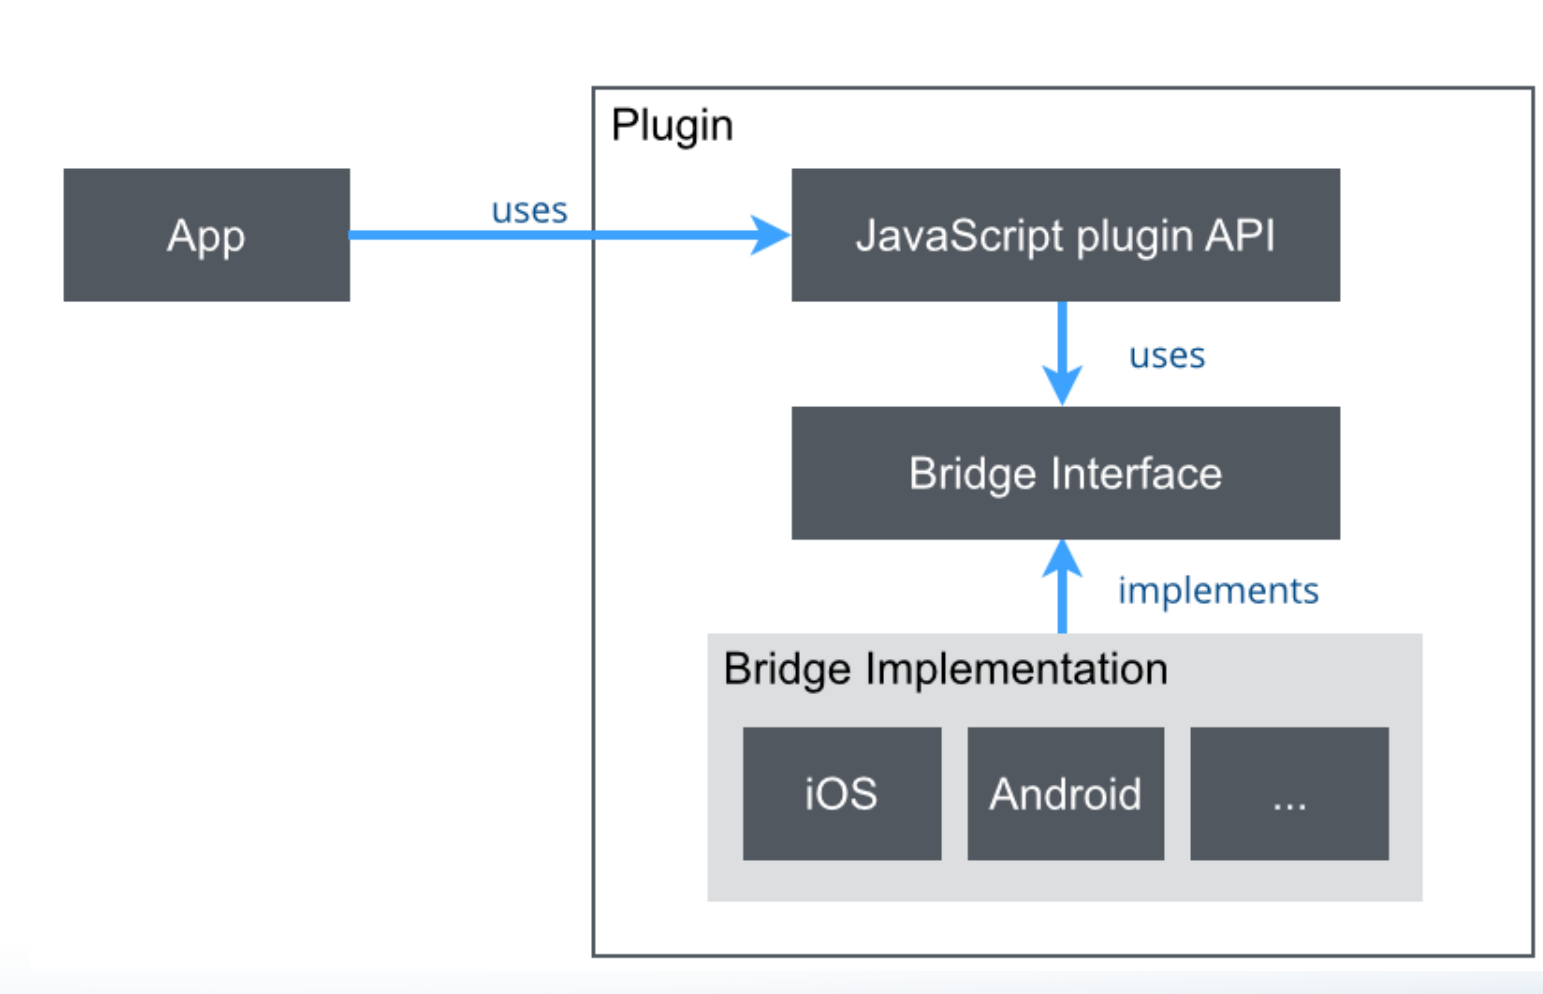 Plugin
App
uses
JavaScript plugin API
uses
Bridge Interface
implements
Bridge Implementation
iOS
Android
...